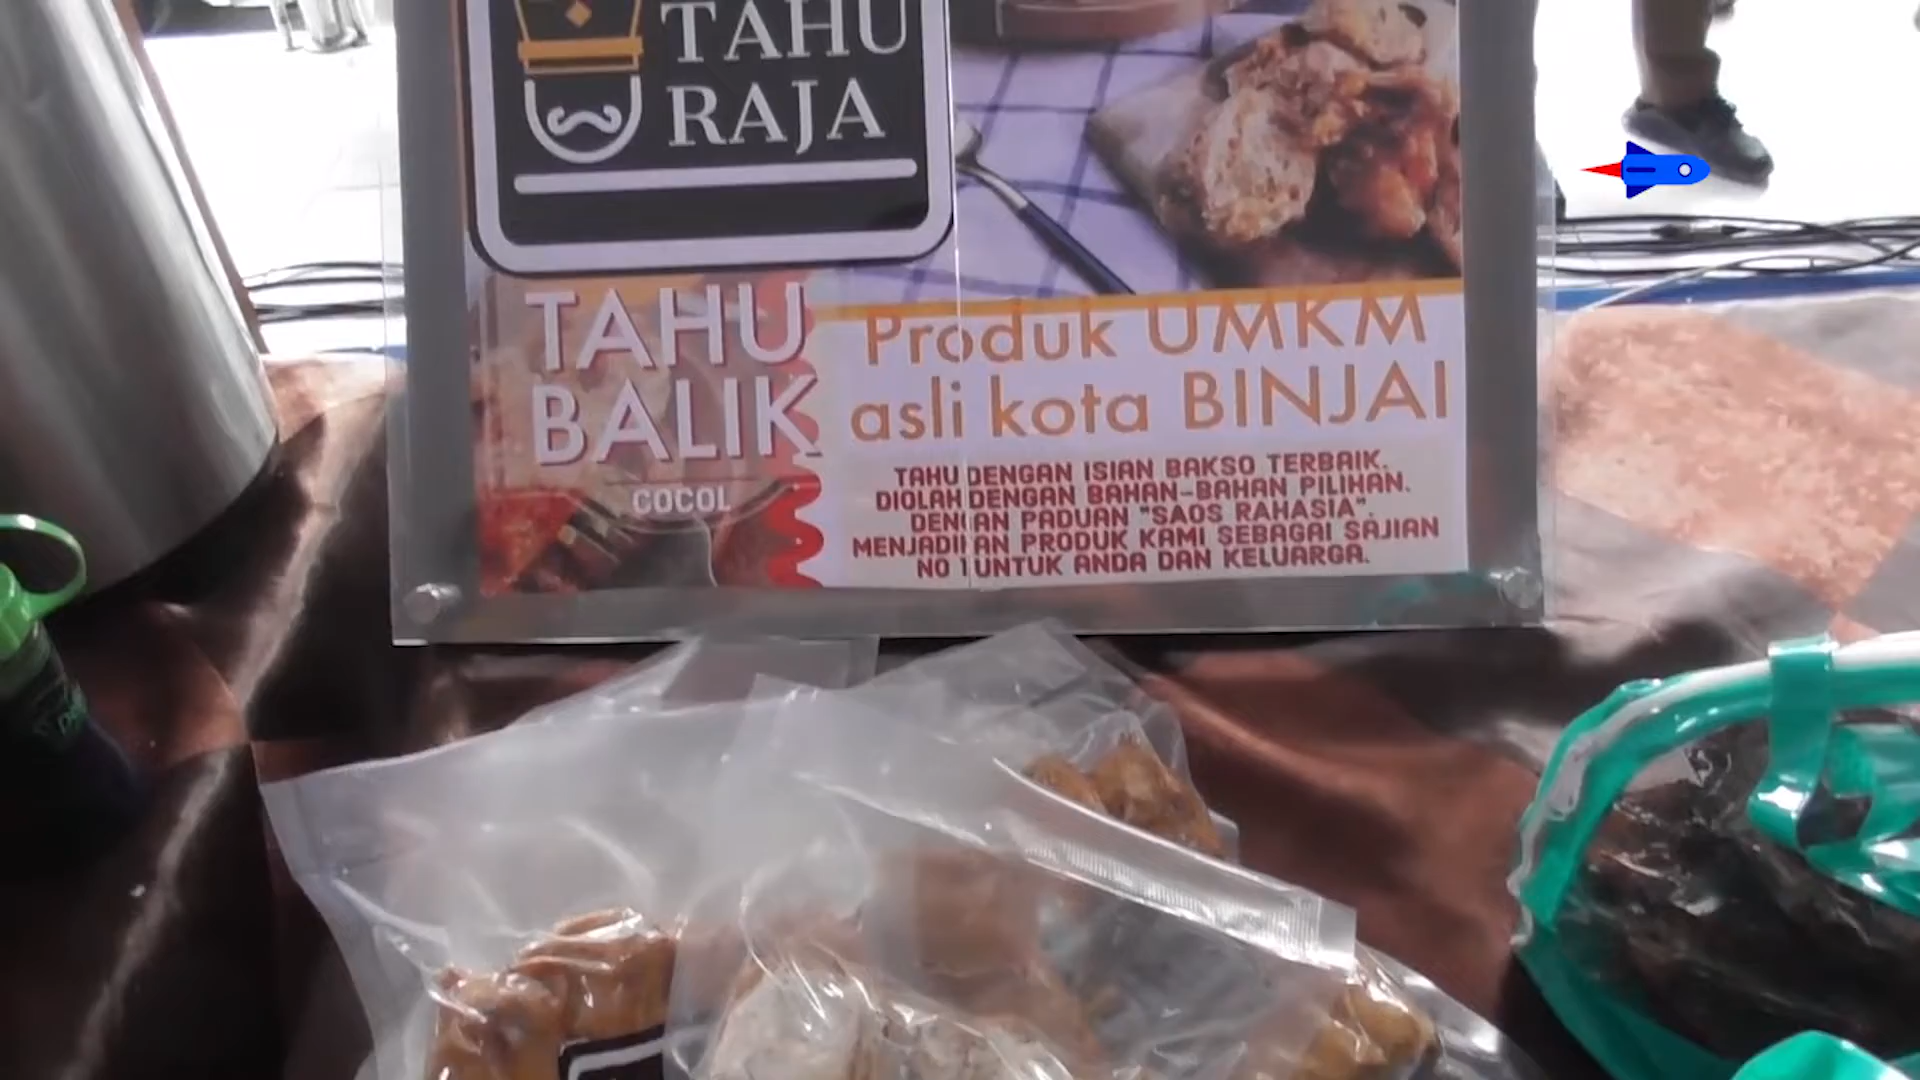 TAHU
RAJA
TAHU
BALIK
COCOL
Produk UMKM
asli kota BINJAI
TAHU DENGAN ISIAN BAKSO TERBAIK.
DIOLAH DENGAN BAHAN-BAHAN PILIHAN.
DENGAN PADUAN "SAOS RAHASIA".
MENJADIKAN PRODUK KAMI SEBAGAI SAJIAN
NO 1 UNTUK ANDA DAN KELUARGA.